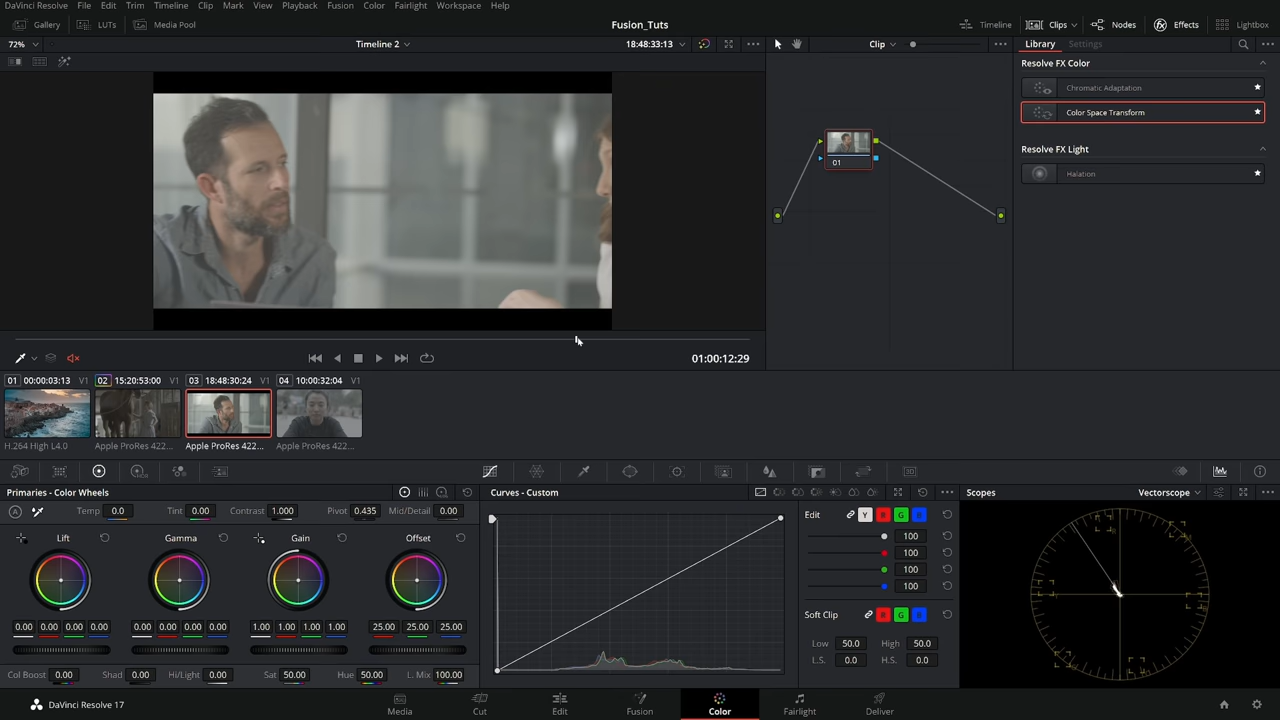 DaVinci Resolve File Edit Trim Timeline Clip Mark View Playback Fusion Color Fairlight Workspace Help
Gallery LUTs Media Pool Fusion_Tuts Timeline Clips Nodes Effects Lightbox
72% Timeline 2 18:48:33:13 Clip Library Settings
Resolve FX Color
Chromatic Adaptation
Color Space Transform
Resolve FX Light
Halation
01
01:00:12:29
01 00:00:03:13 V1 02 15:20:53:00 V1 03 18:48:30:24 V1 04 10:00:32:04 V1
H.264 High L4.0 Apple ProRes 422... Apple ProRes 422... Apple ProRes 422...
Primaries - Color Wheels Curves - Custom Scopes Vectorscope
A Temp 0.0 Tint 0.00 Contrast 1.000 Pivot 0.435 Mid/Detail 0.00
Lift Gamma Gain Offset
0.00 0.00 0.00 0.00 0.00 0.00 0.00 0.00 1.00 1.00 1.00 1.00 25.00 25.00 25.00
Col Boost 0.00 Shad 0.00 Hi/Light 0.00 Sat 50.00 Hue 50.00 L. Mix 100.00
Edit Y R G B
100
100
100
100
Soft Clip R G B
Low 50.0 High 50.0
L.S. 0.0 H.S. 0.0
DaVinci Resolve 17 Media Cut Edit Fusion Color Fairlight Deliver